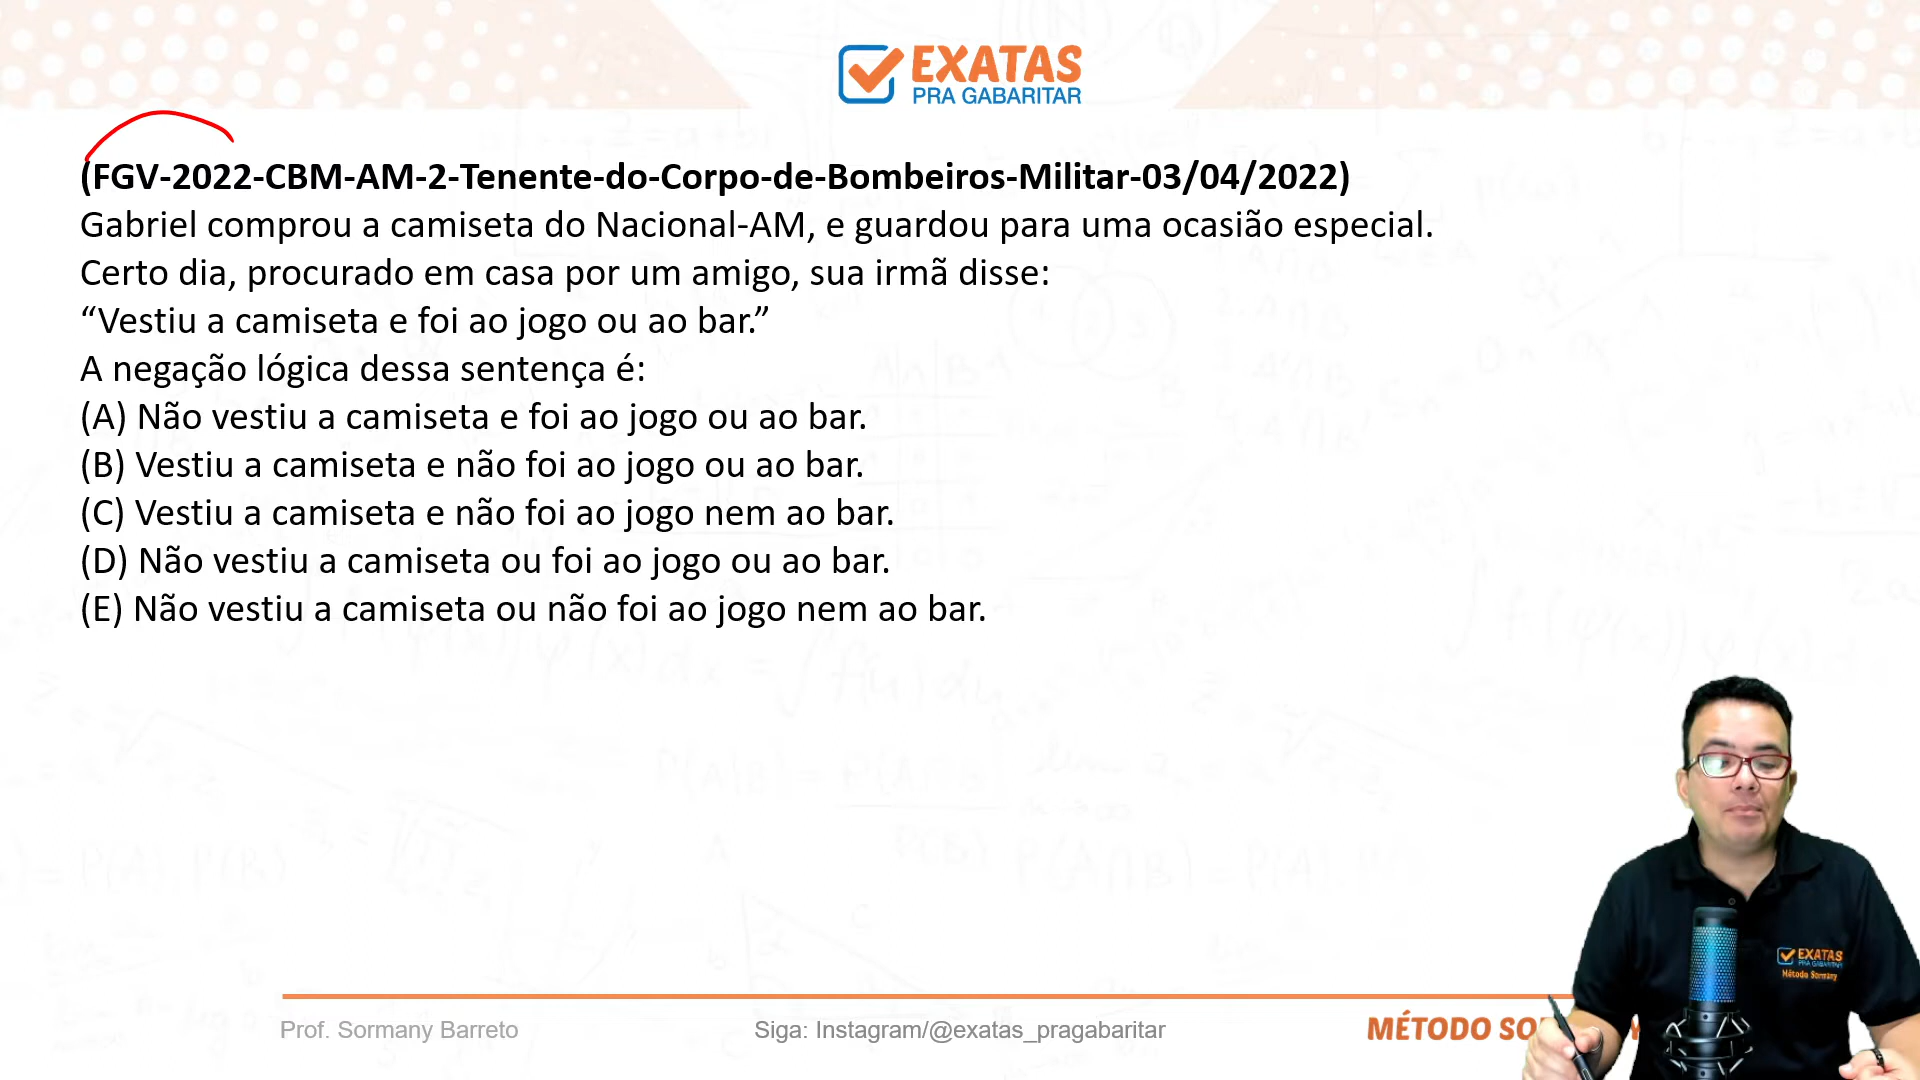 EXATAS
PRA GABARITAR
(FGV-2022-CBM-AM-2-Tenente-do-Corpo-de-Bombeiros-Militar-03/04/2022)
Gabriel comprou a camiseta do Nacional-AM, e guardou para uma ocasião especial.
Certo dia, procurado em casa por um amigo, sua irmã disse:
“Vestiu a camiseta e foi ao jogo ou ao bar.”
A negação lógica dessa sentença é:
(A) Não vestiu a camiseta e foi ao jogo ou ao bar.
(B) Vestiu a camiseta e não foi ao jogo ou ao bar.
(C) Vestiu a camiseta e não foi ao jogo nem ao bar.
(D) Não vestiu a camiseta ou foi ao jogo ou ao bar.
(E) Não vestiu a camiseta ou não foi ao jogo nem ao bar.
EXATAS
PRA GABARITAR
Método Sormany
Prof. Sormany Barreto
Siga: Instagram/@exatas_pragabaritar
MÉTODO